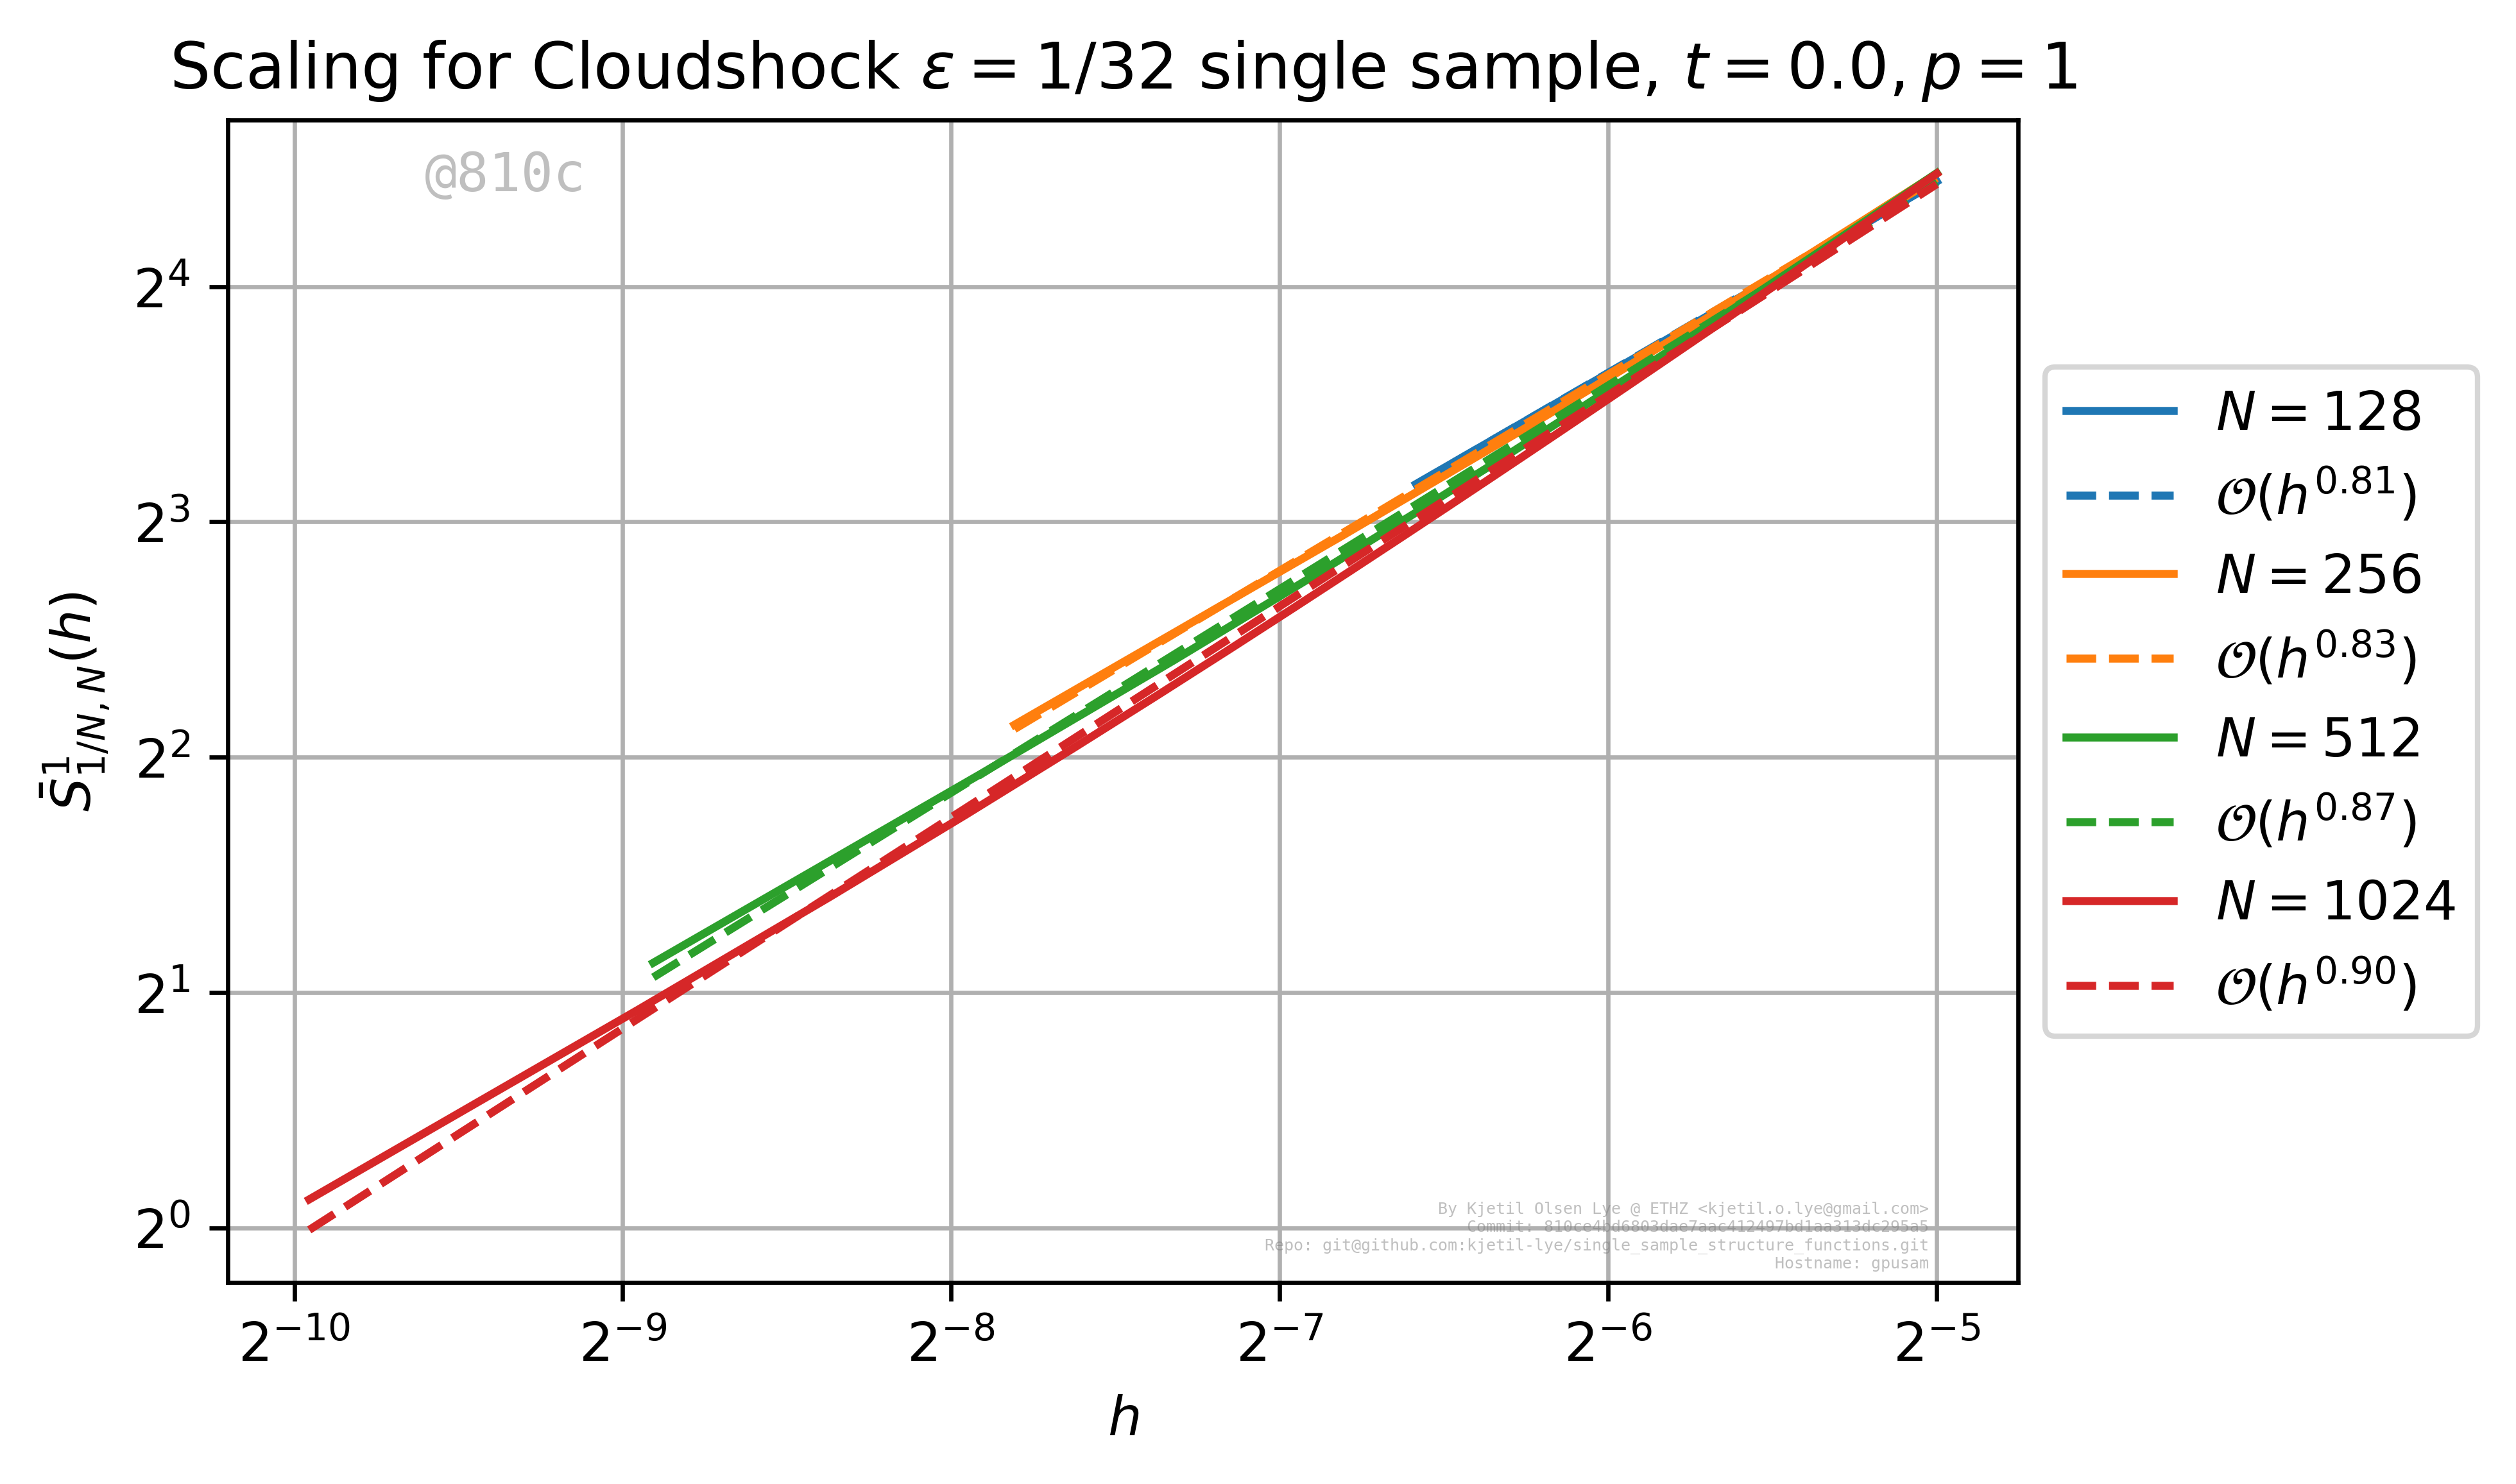 Scaling for Cloudshock ε = 1/32 single sample, t = 0.0, p = 1
@810c
2^4
2^3
2^2
2^1
2^0
S̄^1_{1/N, N}(h)
2^{-10}
2^{-9}
2^{-8}
2^{-7}
2^{-6}
2^{-5}
h
N = 128
𝒪(h^{0.81})
N = 256
𝒪(h^{0.83})
N = 512
𝒪(h^{0.87})
N = 1024
𝒪(h^{0.90})
By Kjetil Olsen Lye @ ETHZ <kjetil.o.lye@gmail.com>
Commit: 810ce4bd6803dae7aac412497bd1aa313dc295a5
Repo: git@github.com:kjetil-lye/single_sample_structure_functions.git
Hostname: gpusam